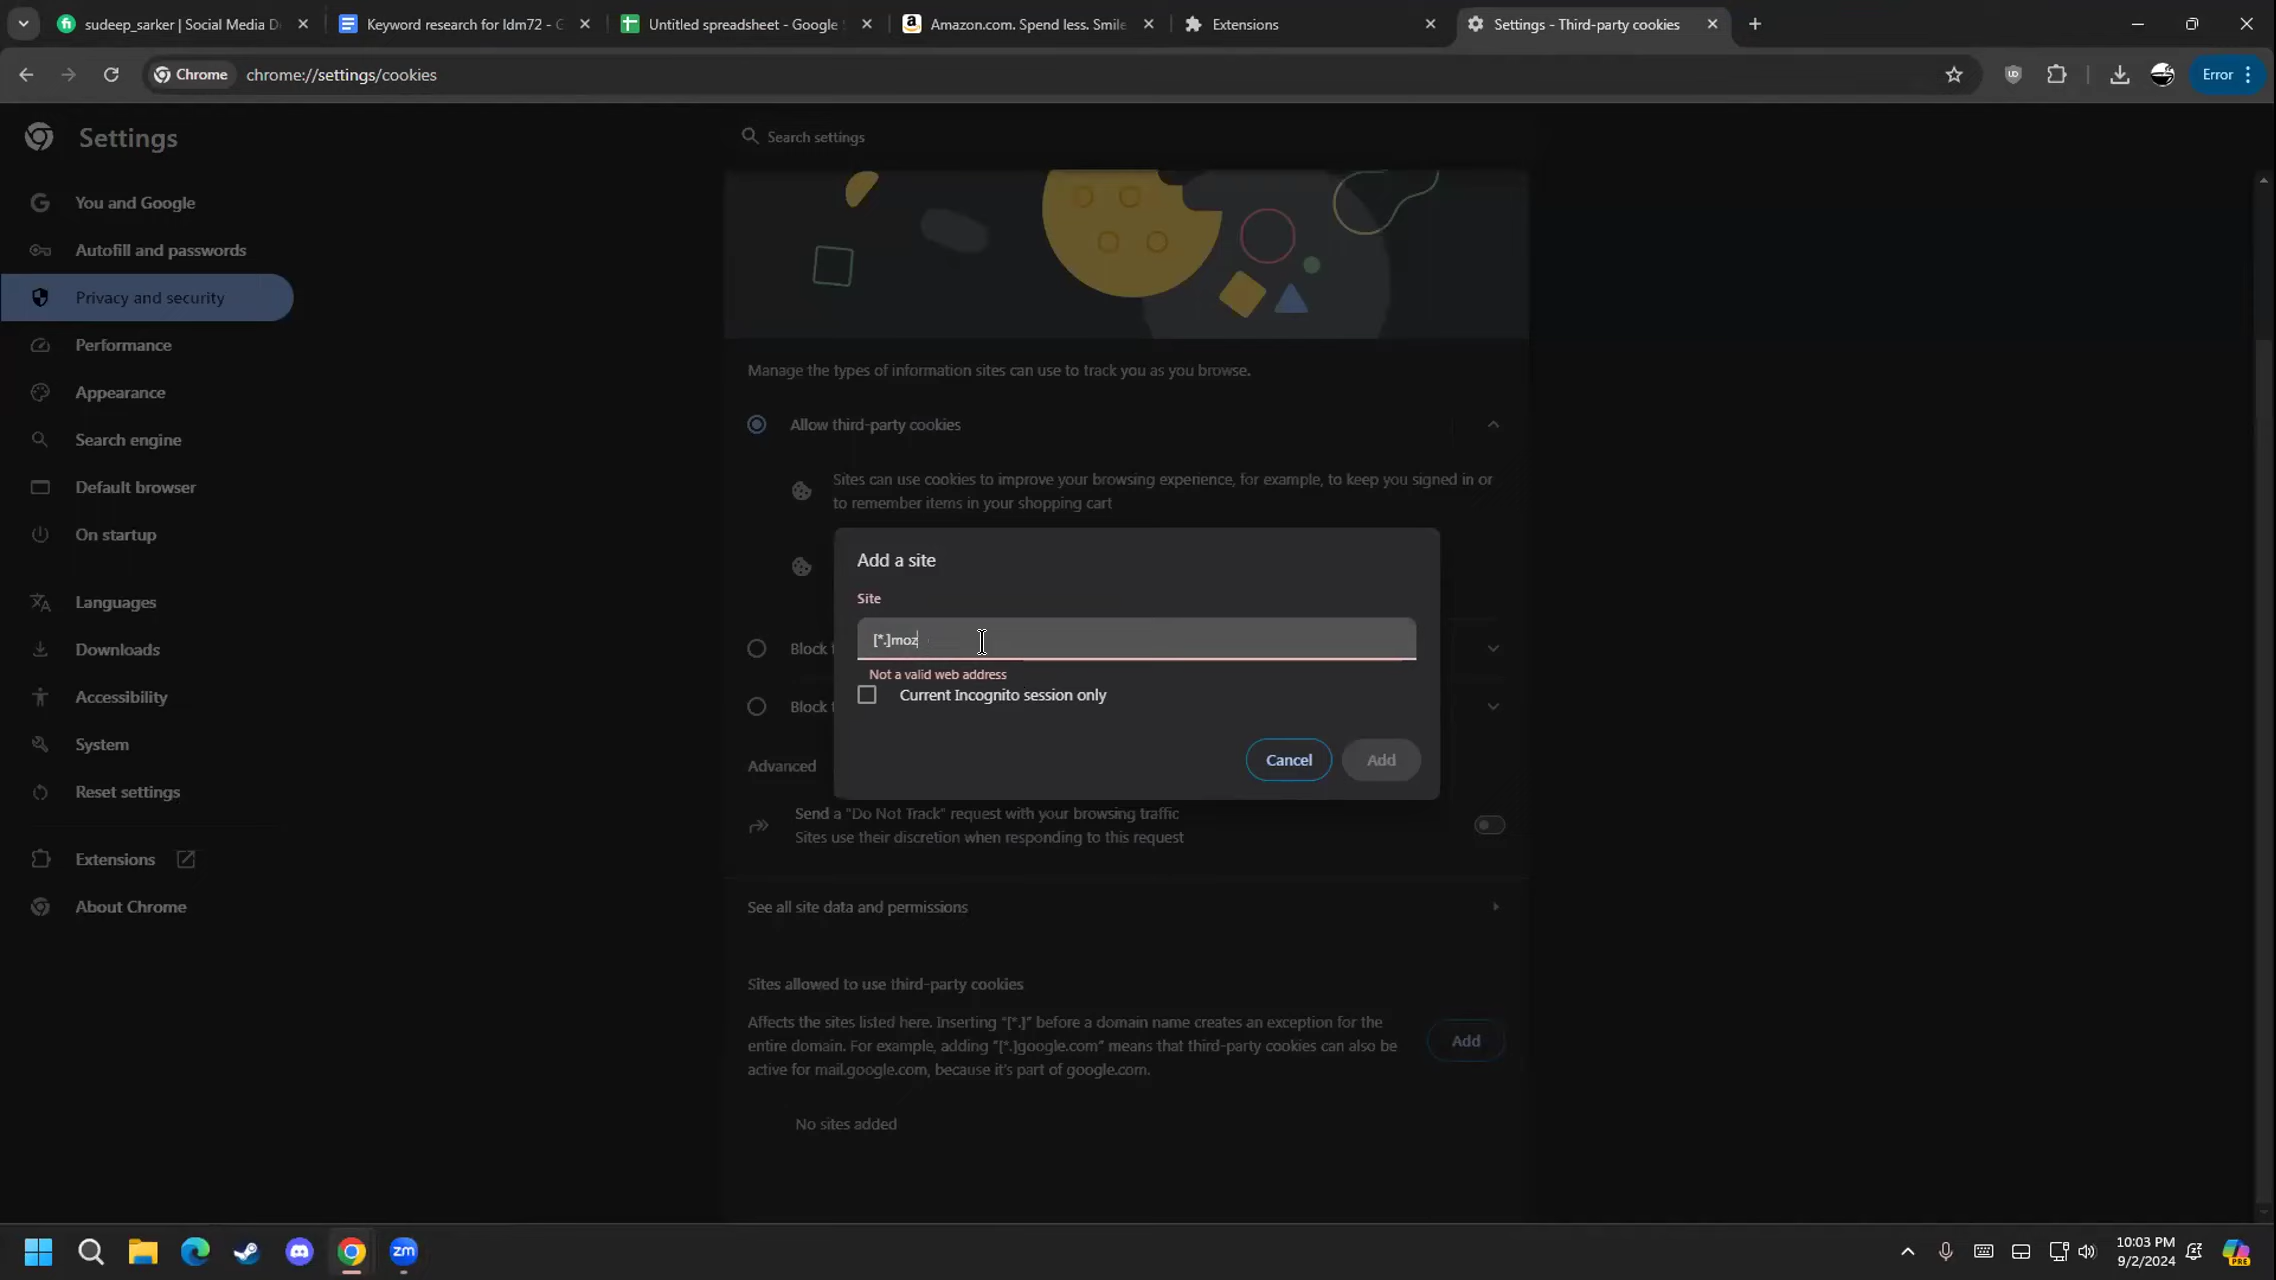 sudeep_sarker | Social Media D
Keyword research for ldm72 - G
Untitled spreadsheet - Google
Amazon.com. Spend less. Smile
Extensions
Settings - Third-party cookies
Chrome
chrome://settings/cookies
UD
Error
Settings
Search settings
You and Google
Autofill and passwords
Privacy and security
Performance
Appearance
Search engine
Default browser
On startup
Languages
Downloads
Accessibility
System
Reset settings
Extensions
About Chrome
Manage the types of information sites can use to track you as you browse.
Allow third-party cookies
Sites can use cookies to improve your browsing experience, for example, to keep you signed in or
to remember items in your shopping cart
Add a site
Site
[*.]moz
Not a valid web address
Current Incognito session only
Cancel
Add
Block
Block
Advanced
Send a "Do Not Track" request with your browsing traffic
Sites use their discretion when responding to this request
See all site data and permissions
Sites allowed to use third-party cookies
Affects the sites listed here. Inserting "[*.]" before a domain name creates an exception for the
entire domain. For example, adding "[*.]google.com" means that third-party cookies can also be
active for mail.google.com, because it's part of google.com.
Add
No sites added
zm
10:03 PM
9/2/2024
PRE